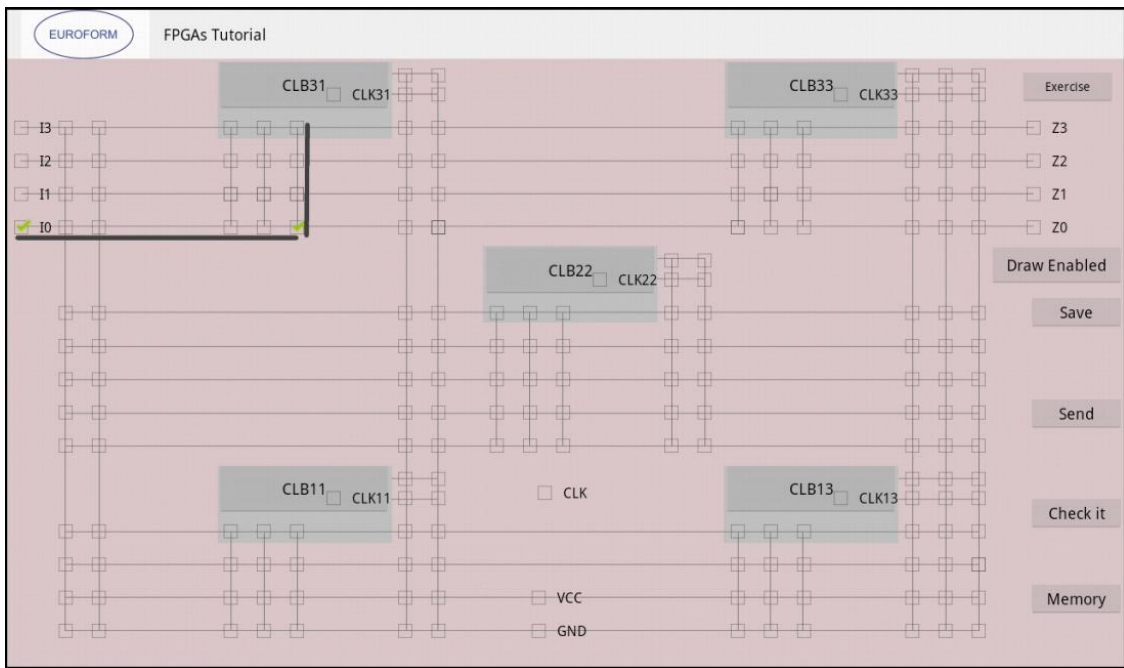 EUROFORM
FPGAs Tutorial
CLB31
CLK31
CLB33
CLK33
Exercise
I3
Z3
I2
Z2
I1
Z1
I0
Z0
CLB22
CLK22
Draw Enabled
Save
Send
CLB11
CLK11
CLK
CLB13
CLK13
Check it
VCC
Memory
GND